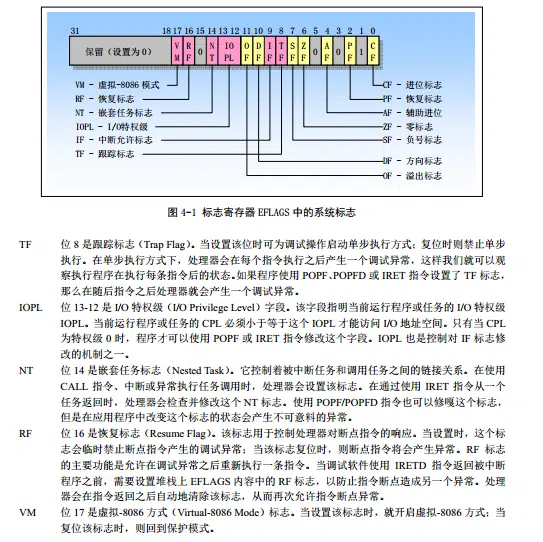 31 18 17 16 15 14 13 12 11 10 9 8 7 6 5 4 3 2 1 0
保留（设置为0） VM RF 0 NT IOPL OF DF IF TF SF ZF 0 AF 0 PF 1 CF
VM - 虚拟-8086 模式
RF - 恢复标志
NT - 嵌套任务标志
IOPL - I/O特权级
IF - 中断允许标志
TF - 跟踪标志
CF - 进位标志
PF - 恢复标志
AF - 辅助进位
ZF - 零标志
SF - 负号标志
DF - 方向标志
OF - 溢出标志
图 4-1 标志寄存器 EFLAGS 中的系统标志
TF 位 8 是跟踪标志（Trap Flag）。当设置该位时可为调试操作启动单步执行方式；复位时则禁止单步
执行。在单步执行方式下，处理器会在每个指令执行之后产生一个调试异常，这样我们就可以观
察执行程序在执行每条指令后的状态。如果程序使用 POPF、POPFD 或 IRET 指令设置了 TF 标志，
那么在随后指令之后处理器就会产生一个调试异常。
IOPL 位 13-12 是 I/O 特权级（I/O Privilege Level）字段。该字段指明当前运行程序或任务的 I/O 特权级
IOPL。当前运行程序或任务的 CPL 必须小于等于这个 IOPL 才能访问 I/O 地址空间。只有当 CPL
为特权级 0 时，程序才可以使用 POPF 或 IRET 指令修改这个字段。IOPL 也是控制对 IF 标志修
改的机制之一。
NT 位 14 是嵌套任务标志（Nested Task）。它控制着被中断任务和调用任务之间的链接关系。在使用
CALL 指令、中断或异常执行任务调用时，处理器会设置该标志。在通过使用 IRET 指令从一个
任务返回时，处理器会检查并修改这个 NT 标志。使用 POPF/POPFD 指令也可以修嘎这个标志，
但是在应用程序中改变这个标志的状态会产生不可意料的异常。
RF 位 16 是恢复标志（Resume Flag）。该标志用于控制处理器对断点指令的响应。当设置时，这个标
志会临时禁止断点指令产生的调试异常；当该标志复位时，则断点指令将会产生异常。RF 标志
的主要功能是允许在调试异常之后重新执行一条指令。当调试软件使用 IRETD 指令返回被中断
程序之前，需要设置堆栈上 EFLAGS 内容中的 RF 标志，以防止指令断点造成另一个异常。处理
器会在指令返回之后自动地清除该标志，从而再次允许指令断点异常。
VM 位 17 是虚拟-8086 方式（Virtual-8086 Mode）标志。当设置该标志时，就开启虚拟-8086 方式；当
复位该标志时，则回到保护模式。